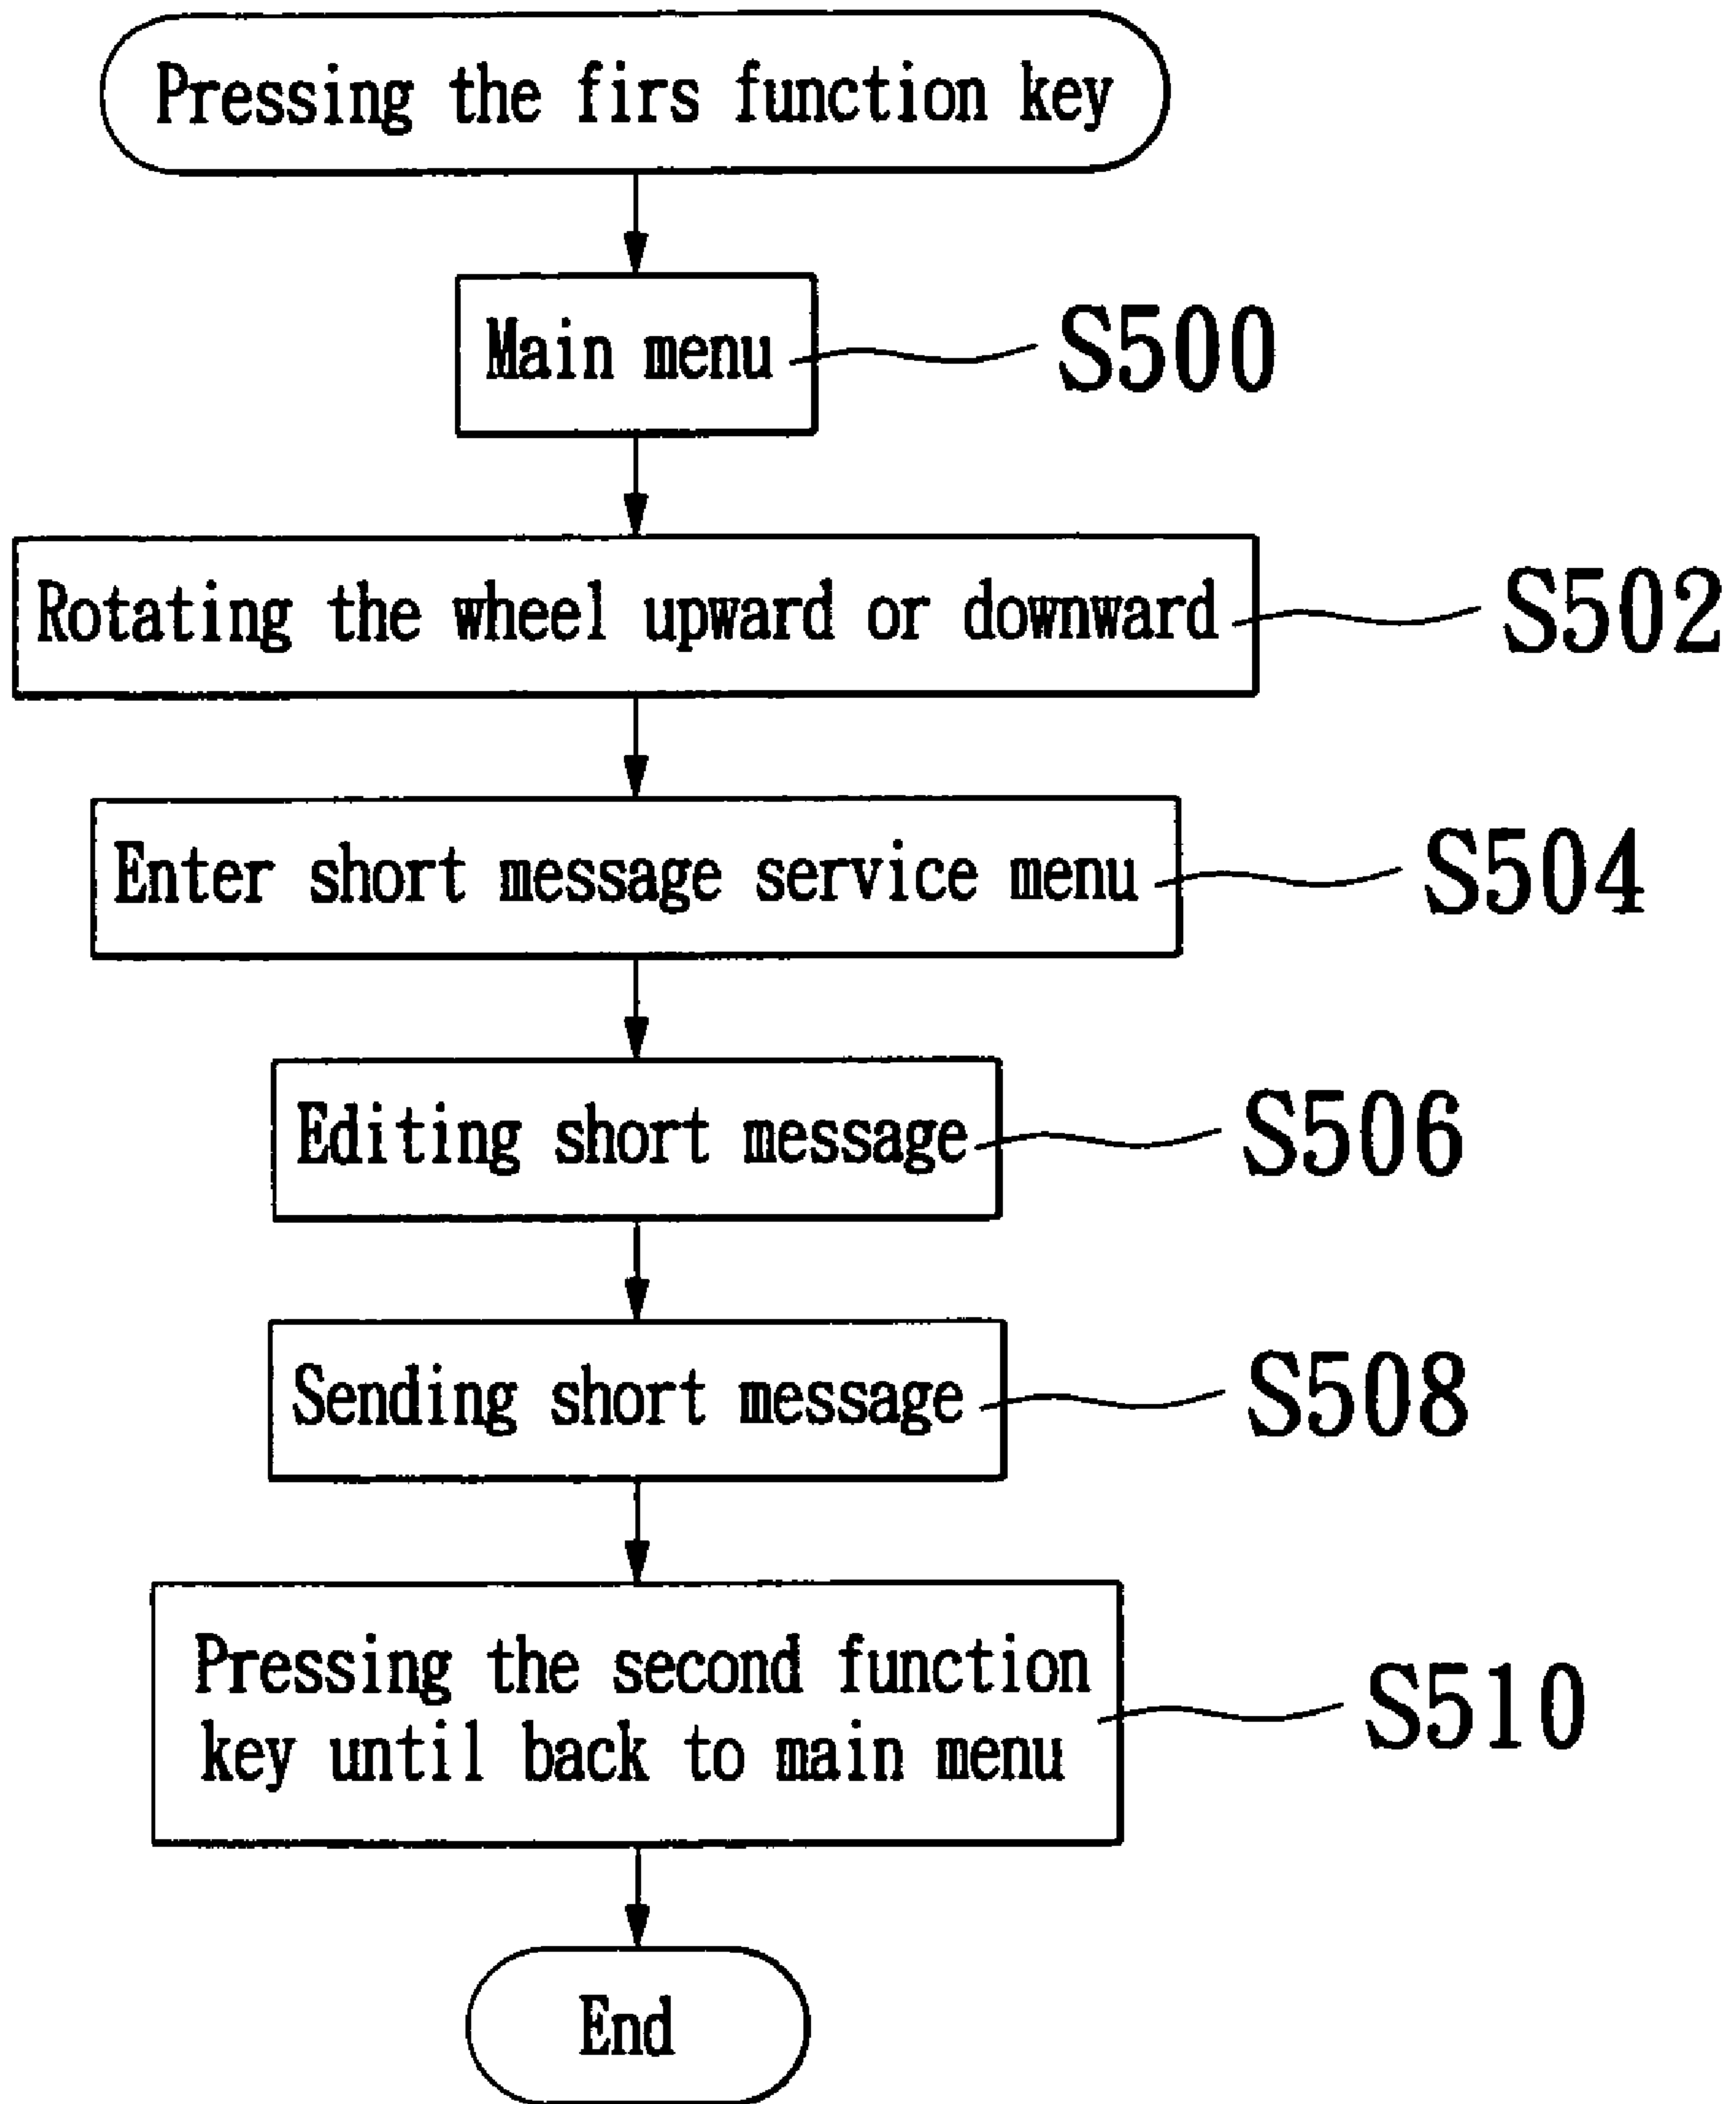 Pressing the firs function key
Main menu
S500
Rotating the wheel upward or downward
S502
Enter short message service menu
S504
Editing short message
S506
Sending short message
S508
Pressing the second function
key until back to main menu
S510
End